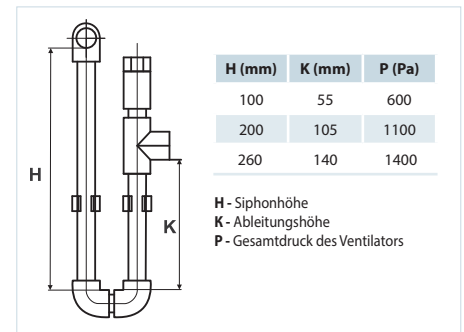 H
K
H (mm) K (mm) P (Pa)
100 55 600
200 105 1100
260 140 1400
H - Siphonhöhe
K - Ableitungshöhe
P - Gesamtdruck des Ventilators